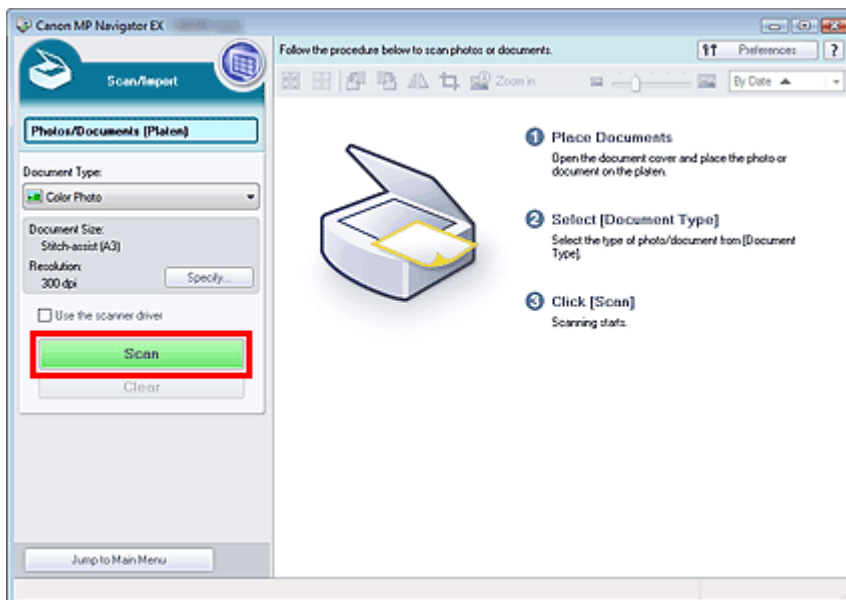 Canon MP Navigator EX
Scan/Import
Photos/Documents (Platen)
Document Type:
Color Photo
Document Size:
Stitch-assist (A3)
Resolution:
300 dpi
Specify...
Use the scanner driver
Scan
Clear
Jump to Main Menu
Follow the procedure below to scan photos or documents.
Preferences
?
Zoom in
By Date
1 Place Documents
Open the document cover and place the photo or
document on the platen.
2 Select [Document Type]
Select the type of photo/document from [Document
Type].
3 Click [Scan]
Scanning starts.